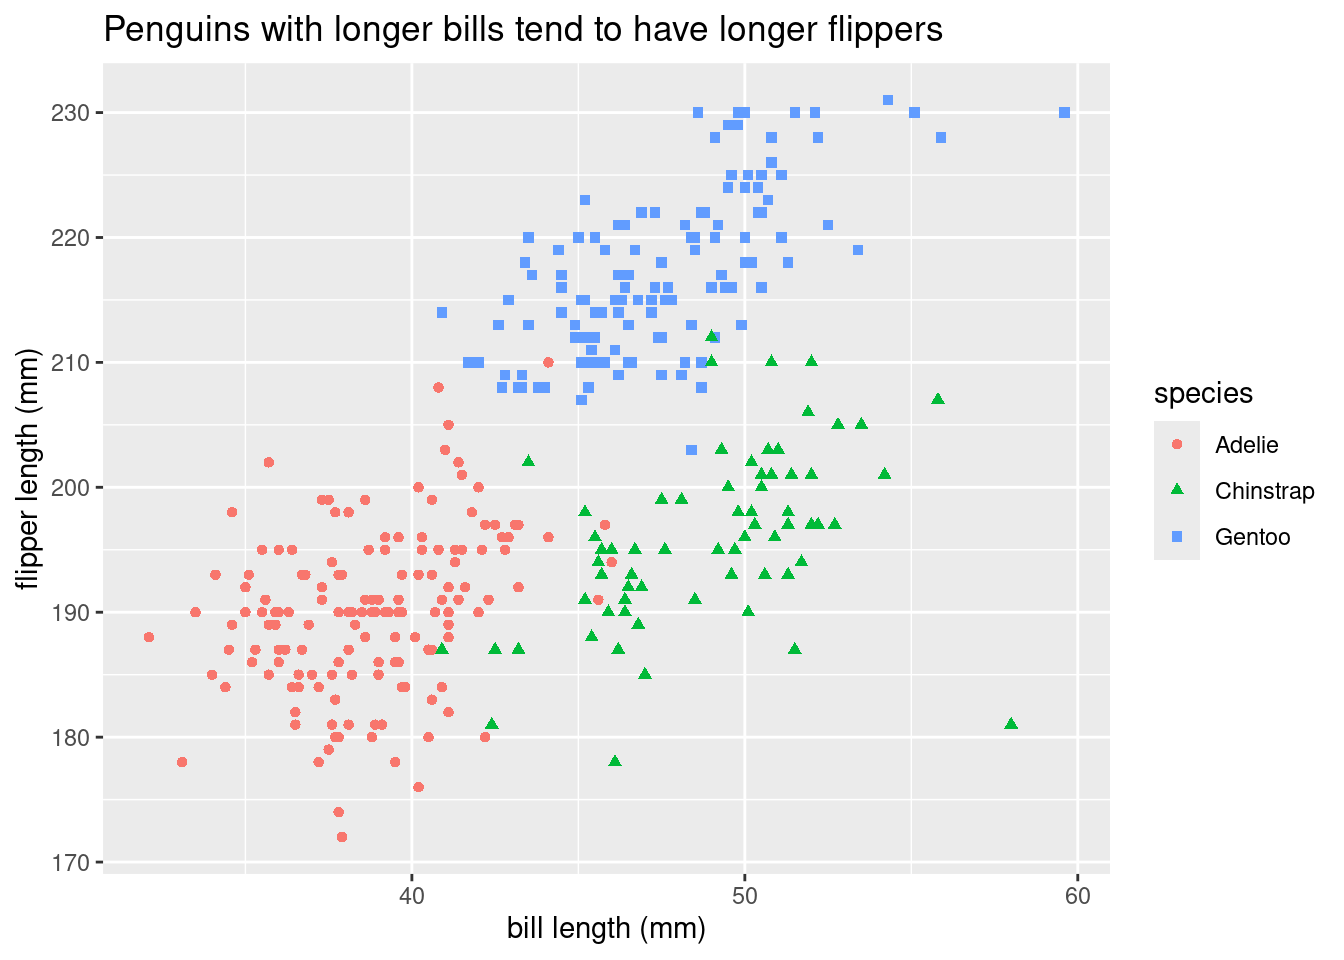 Penguins with longer bills tend to have longer flippers
230
220
210
200
190
180
170
flipper length (mm)
40
50
60
bill length (mm)
species
Adelie
Chinstrap
Gentoo